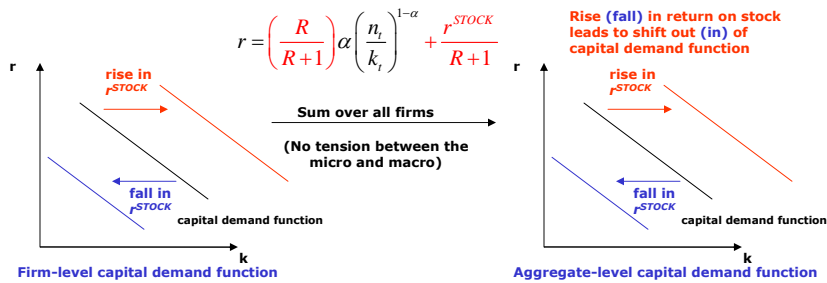 r = (R / R + 1) α (n_t / k_t)^{1−α} + r^{STOCK} / R + 1
Rise (fall) in return on stock
leads to shift out (in) of
capital demand function
r
rise in
r^{STOCK}
fall in
r^{STOCK}
capital demand function
k
Firm-level capital demand function
Sum over all firms
(No tension between the
micro and macro)
r
rise in
r^{STOCK}
fall in
r^{STOCK}
capital demand function
k
Aggregate-level capital demand function